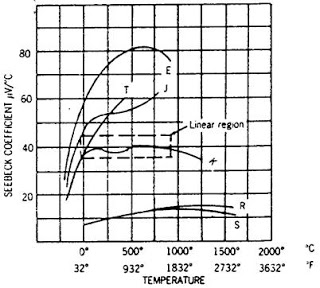 SEEBECK COEFFICIENT μV/°C
80
60
40
20
E
T
J
Linear region
K
R
S
0° 500° 1000° 1500° 2000° °C
32° 932° 1832° 2732° 3632° °F
TEMPERATURE